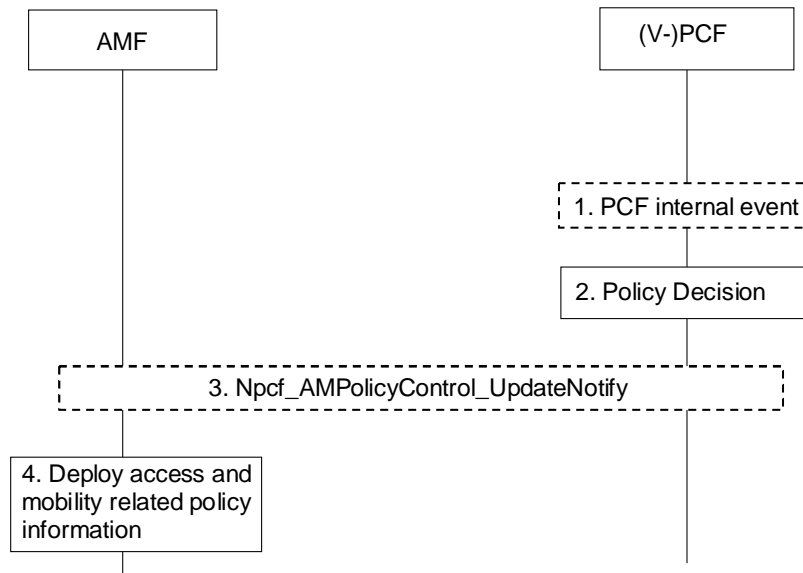 AMF
(V-)PCF
1. PCF internal event
2. Policy Decision
3. Npcf_AMPolicyControl_UpdateNotify
4. Deploy access and
mobility related policy
information